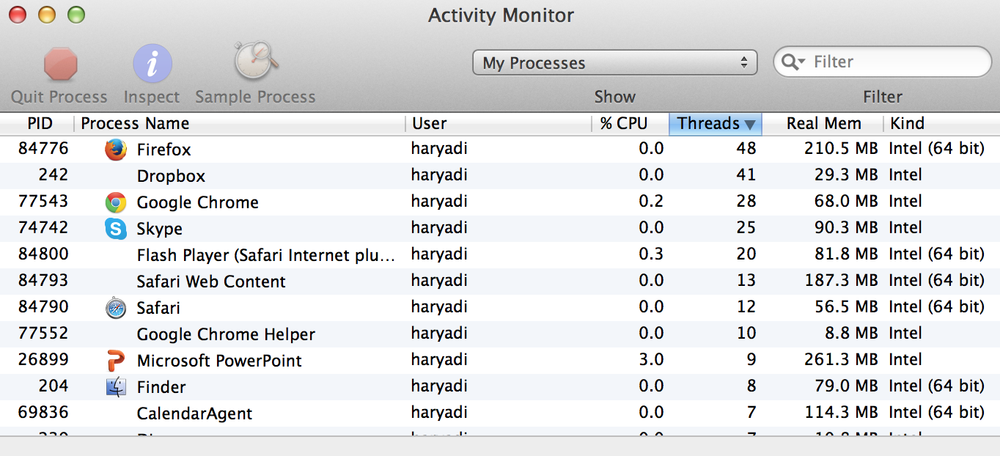 Activity Monitor
Quit Process Inspect Sample Process My Processes Show Filter Filter
PID Process Name User % CPU Threads Real Mem Kind
84776 Firefox haryadi 0.0 48 210.5 MB Intel (64 bit)
242 Dropbox haryadi 0.0 41 29.3 MB Intel
77543 Google Chrome haryadi 0.2 28 68.0 MB Intel
74742 Skype haryadi 0.0 25 90.3 MB Intel
84800 Flash Player (Safari Internet plu... haryadi 0.3 20 81.8 MB Intel (64 bit)
84793 Safari Web Content haryadi 0.0 13 187.3 MB Intel (64 bit)
84790 Safari haryadi 0.0 12 56.5 MB Intel (64 bit)
77552 Google Chrome Helper haryadi 0.0 10 8.8 MB Intel
26899 Microsoft PowerPoint haryadi 3.0 9 261.3 MB Intel
204 Finder haryadi 0.0 8 79.0 MB Intel (64 bit)
69836 CalendarAgent haryadi 0.0 7 114.3 MB Intel (64 bit)